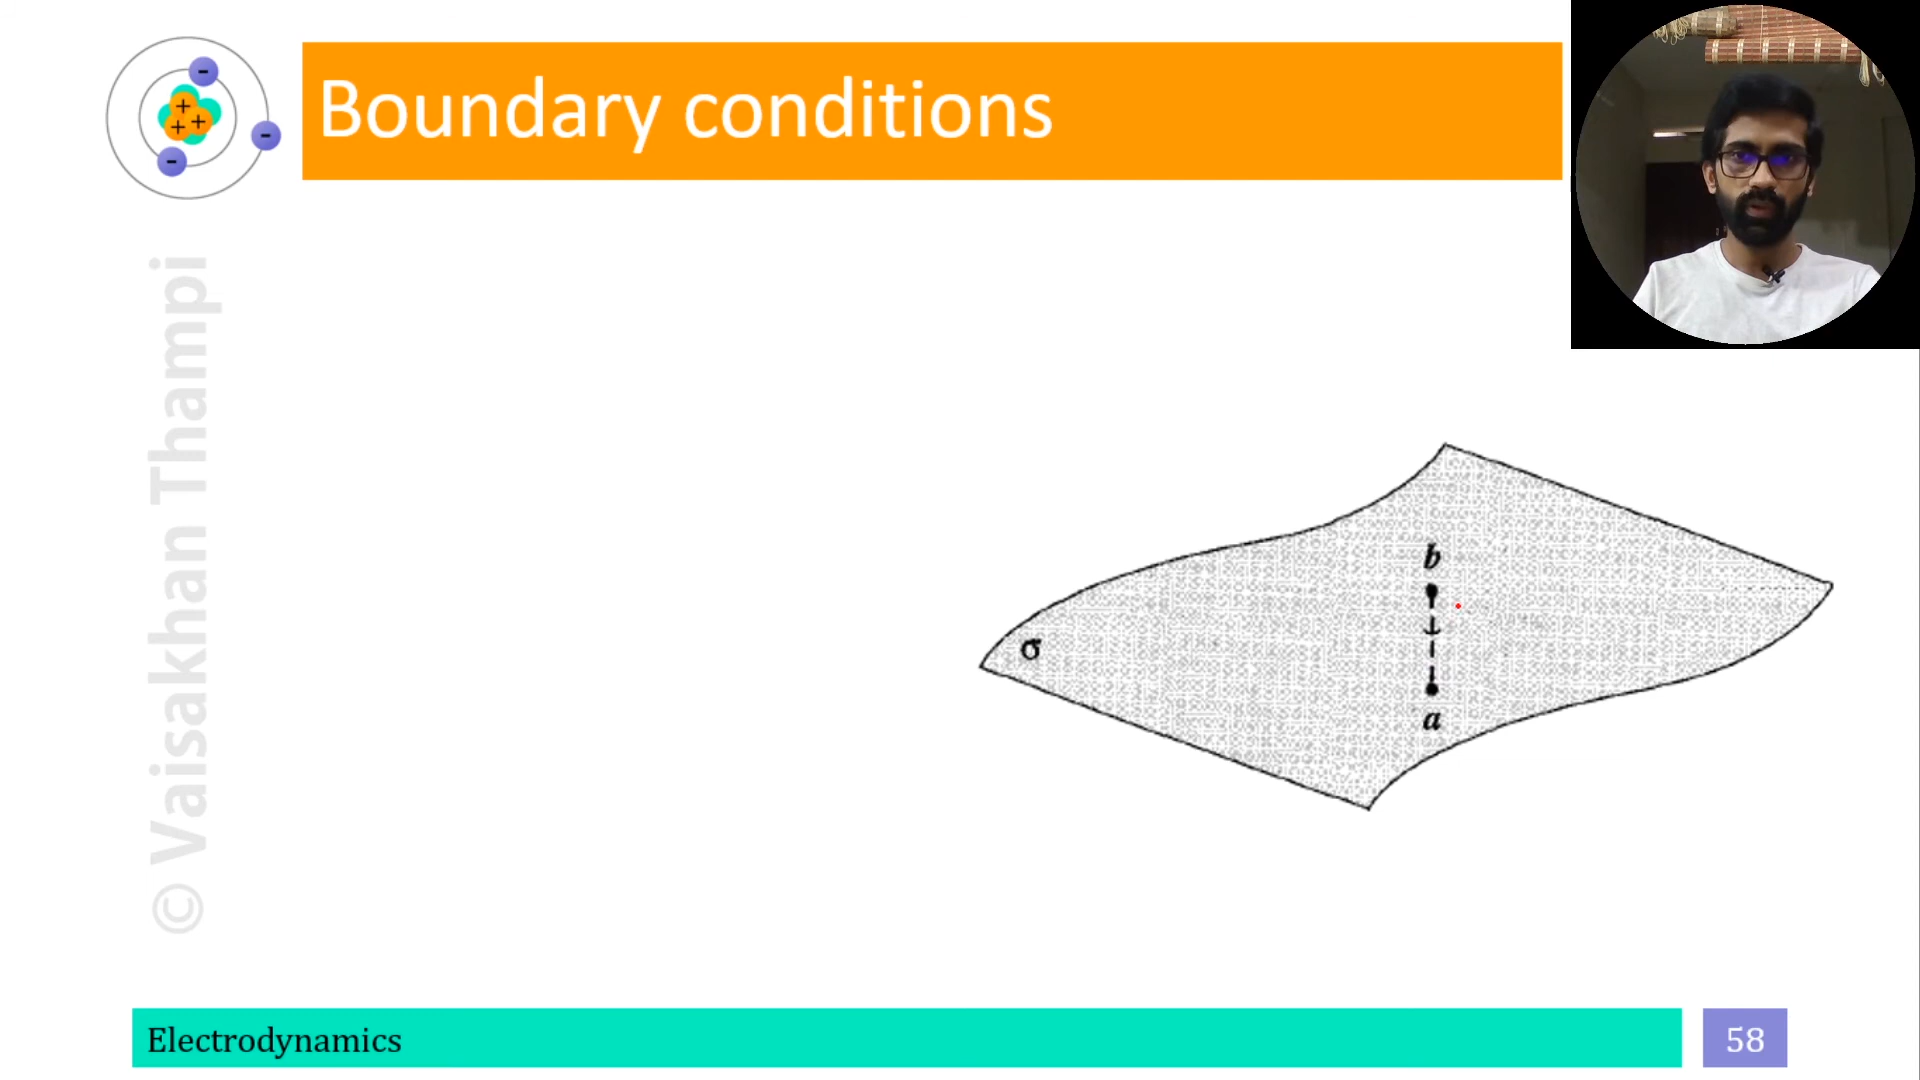 Boundary conditions
© Vaisakhan Thampi
b
σ
a
Electrodynamics
58
- 
+
+ +
-
-